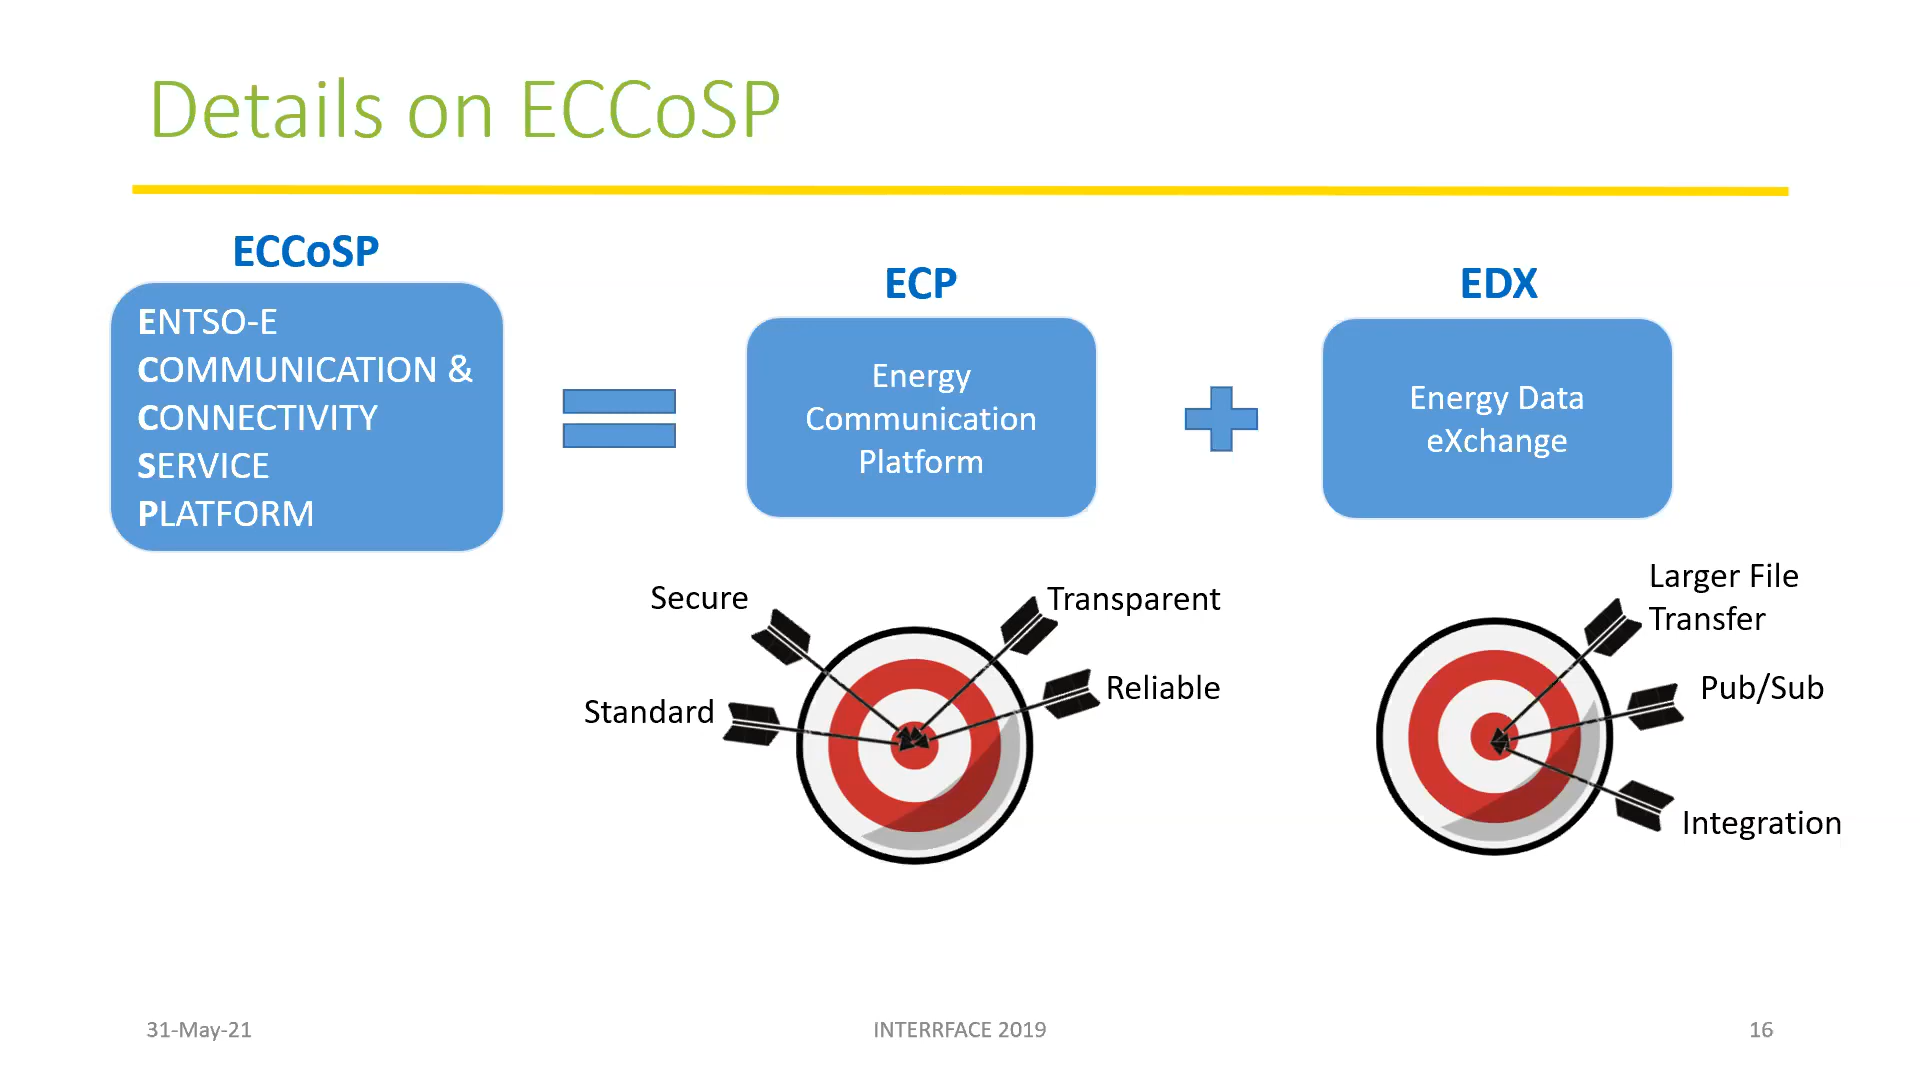 Details on ECCoSP
ECCoSP
ENTSO-E
COMMUNICATION &
CONNECTIVITY
SERVICE
PLATFORM
ECP
Energy
Communication
Platform
EDX
Energy Data
eXchange
Secure
Transparent
Standard
Reliable
Larger File
Transfer
Pub/Sub
Integration
31-May-21
INTERRFACE 2019
16